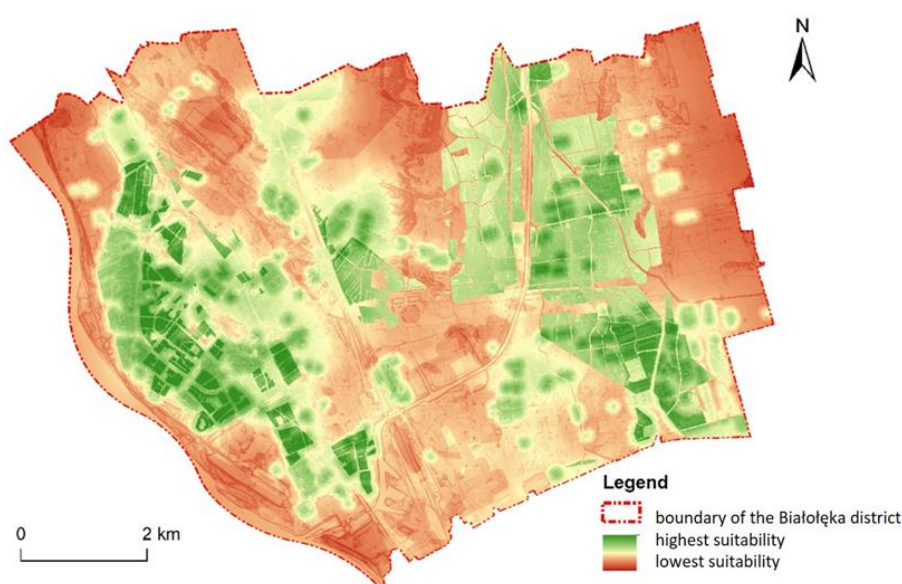 N
Legend
boundary of the Białołęka district
highest suitability
lowest suitability
0 2 km